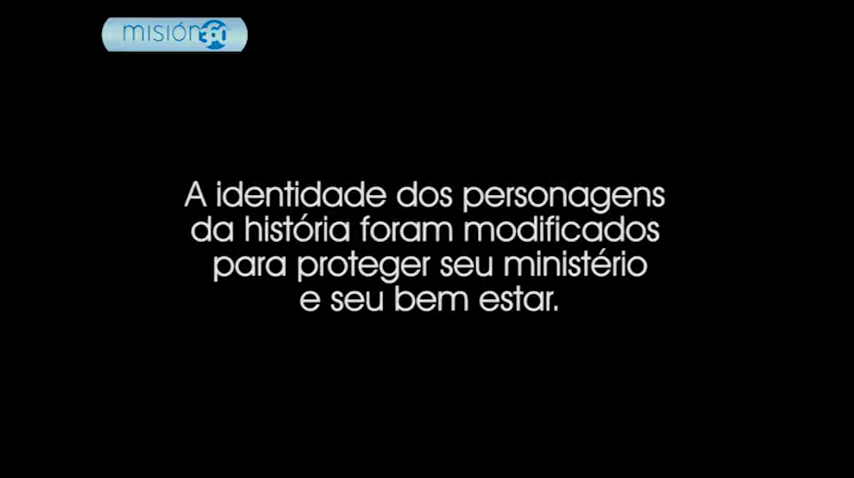 misión360
A identidade dos personagens
da história foram modificados
para proteger seu ministério
e seu bem estar.